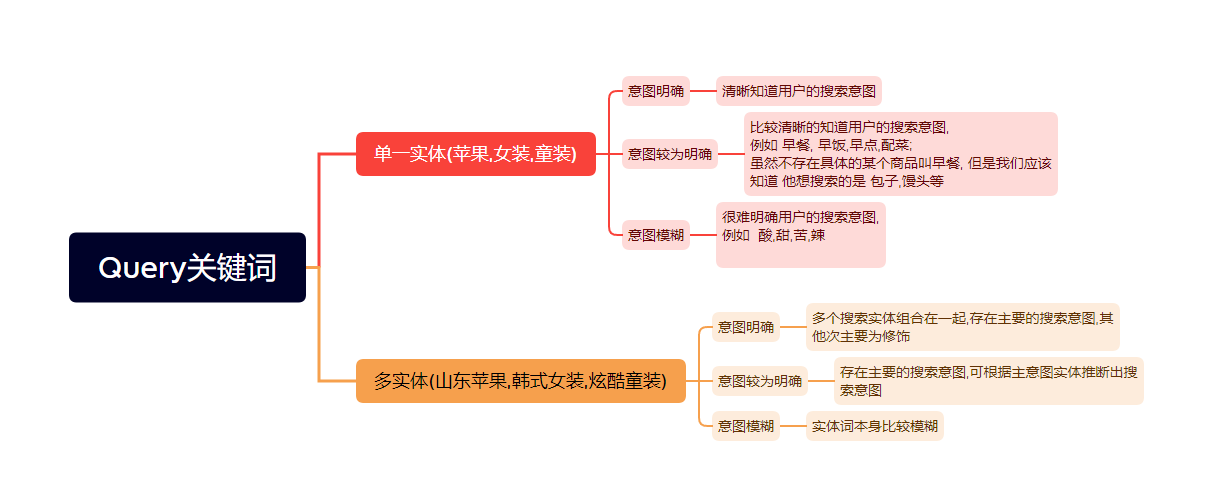 Query关键词
单一实体(苹果,女装,童装)
意图明确
清晰知道用户的搜索意图
意图较为明确
比较清晰的知道用户的搜索意图,
例如 早餐, 早饭,早点,配菜;
虽然不存在具体的某个商品叫早餐, 但是我们应该
知道 他想搜索的是 包子,馒头等
意图模糊
很难明确用户的搜索意图,
例如  酸,甜,苦,辣
多实体(山东苹果,韩式女装,炫酷童装)
意图明确
多个搜索实体组合在一起,存在主要的搜索意图,其
他次主要为修饰
意图较为明确
存在主要的搜索意图,可根据主意图实体推断出搜
索意图
意图模糊
实体词本身比较模糊